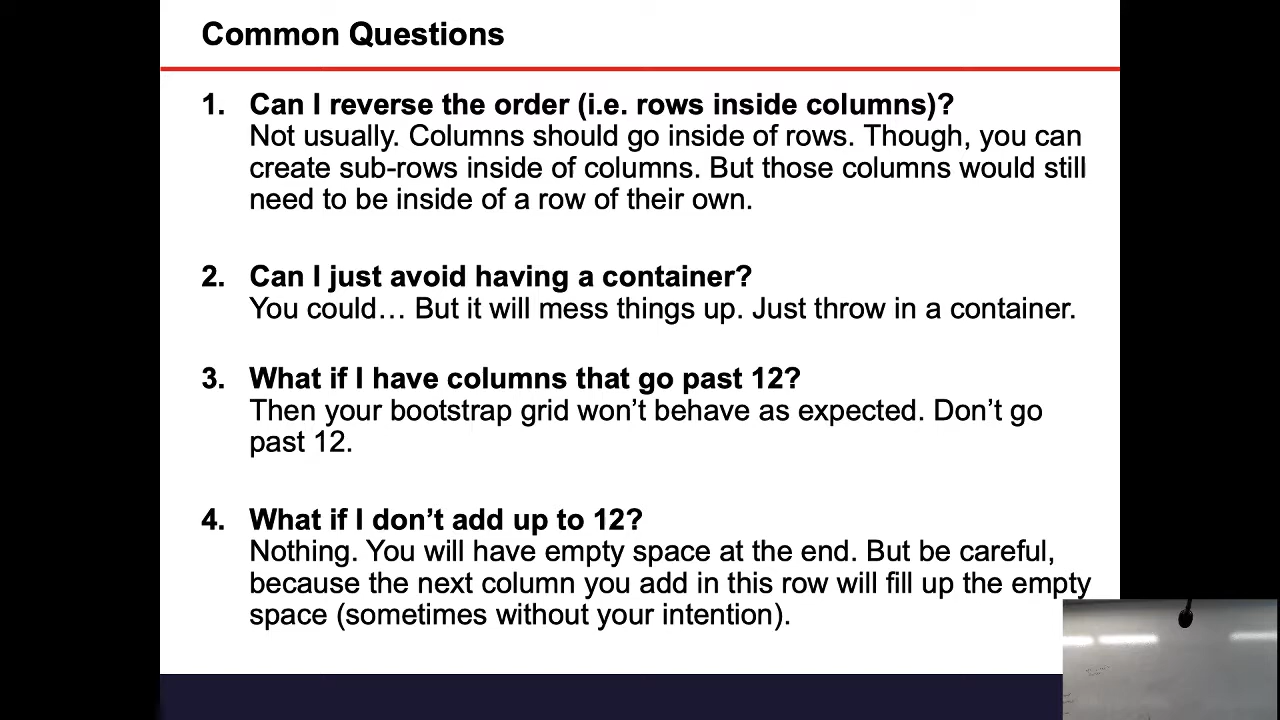 Common Questions
1. Can I reverse the order (i.e. rows inside columns)?
Not usually. Columns should go inside of rows. Though, you can
create sub-rows inside of columns. But those columns would still
need to be inside of a row of their own.
2. Can I just avoid having a container?
You could… But it will mess things up. Just throw in a container.
3. What if I have columns that go past 12?
Then your bootstrap grid won’t behave as expected. Don’t go
past 12.
4. What if I don’t add up to 12?
Nothing. You will have empty space at the end. But be careful,
because the next column you add in this row will fill up the empty
space (sometimes without your intention).